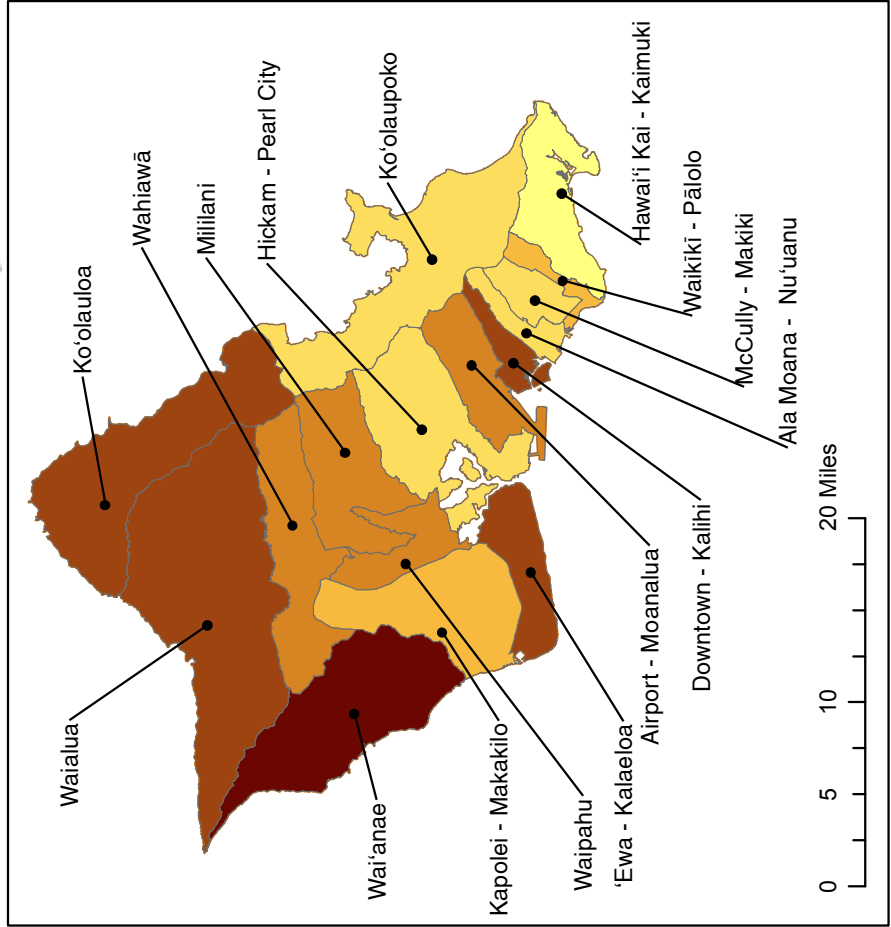 Ko‘olauloa
Wahiawā
Mililani
Hickam - Pearl City
Ko‘olaupoko
Hawai‘i Kai - Kaimuki
Waikīkī - Pālolo
McCully - Makiki
Ala Moana - Nu‘uanu
Downtown - Kalihi
Airport - Moanalua
‘Ewa - Kalaeloa
Waipahu
Kapolei - Makakilo
Wai‘anae
Waialua
0 5 10 20 Miles